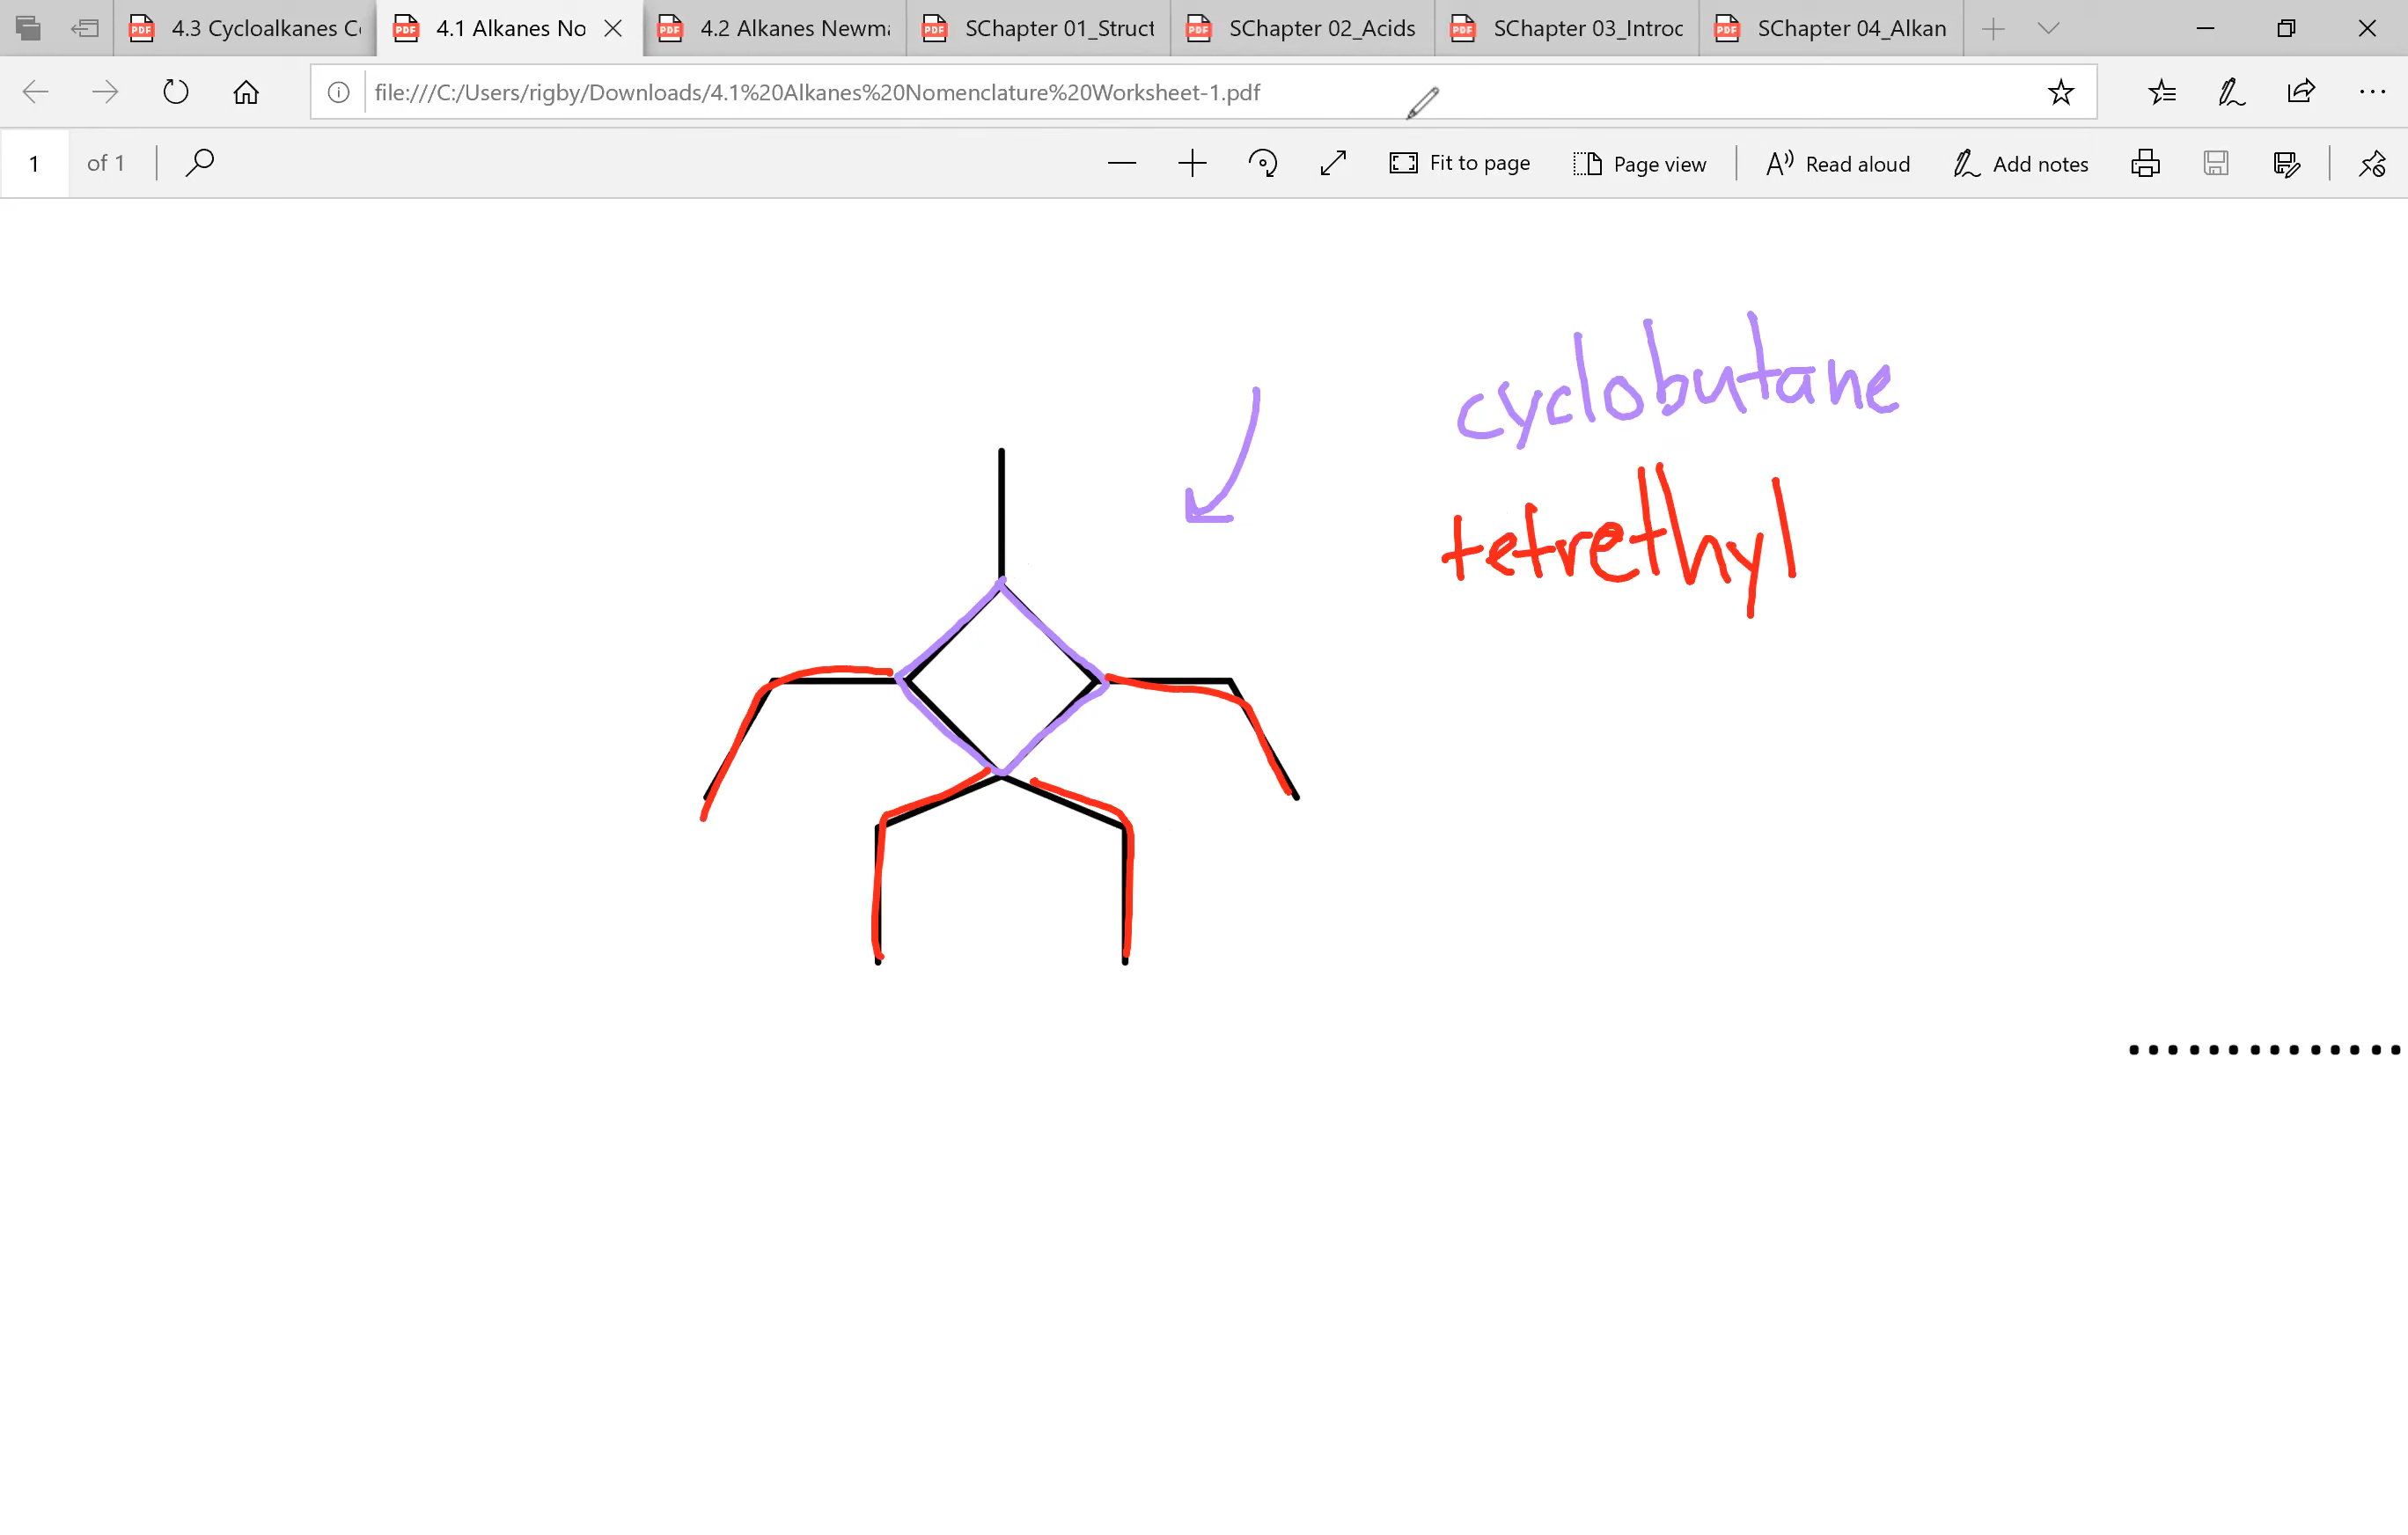 4.3 Cycloalkanes C
4.1 Alkanes No
4.2 Alkanes Newm
SChapter 01_Struct
SChapter 02_Acids
SChapter 03_Introc
SChapter 04_Alkan
file:///C:/Users/rigby/Downloads/4.1%20Alkanes%20Nomenclature%20Worksheet-1.pdf
1 of 1
Fit to page
Page view
Read aloud
Add notes
cyclobutane
tetrethyl